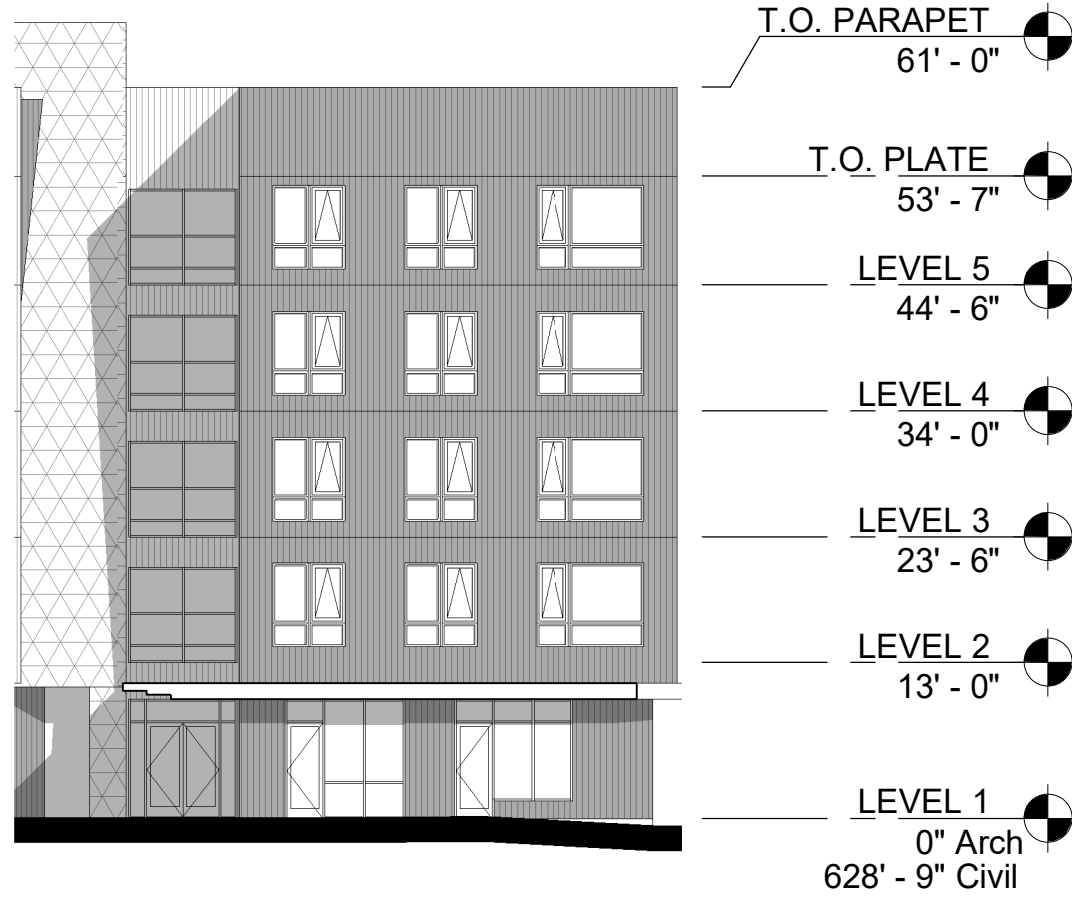 T.O. PARAPET
61' - 0"
T.O. PLATE
53' - 7"
LEVEL 5
44' - 6"
LEVEL 4
34' - 0"
LEVEL 3
23' - 6"
LEVEL 2
13' - 0"
LEVEL 1
0" Arch
628' - 9" Civil